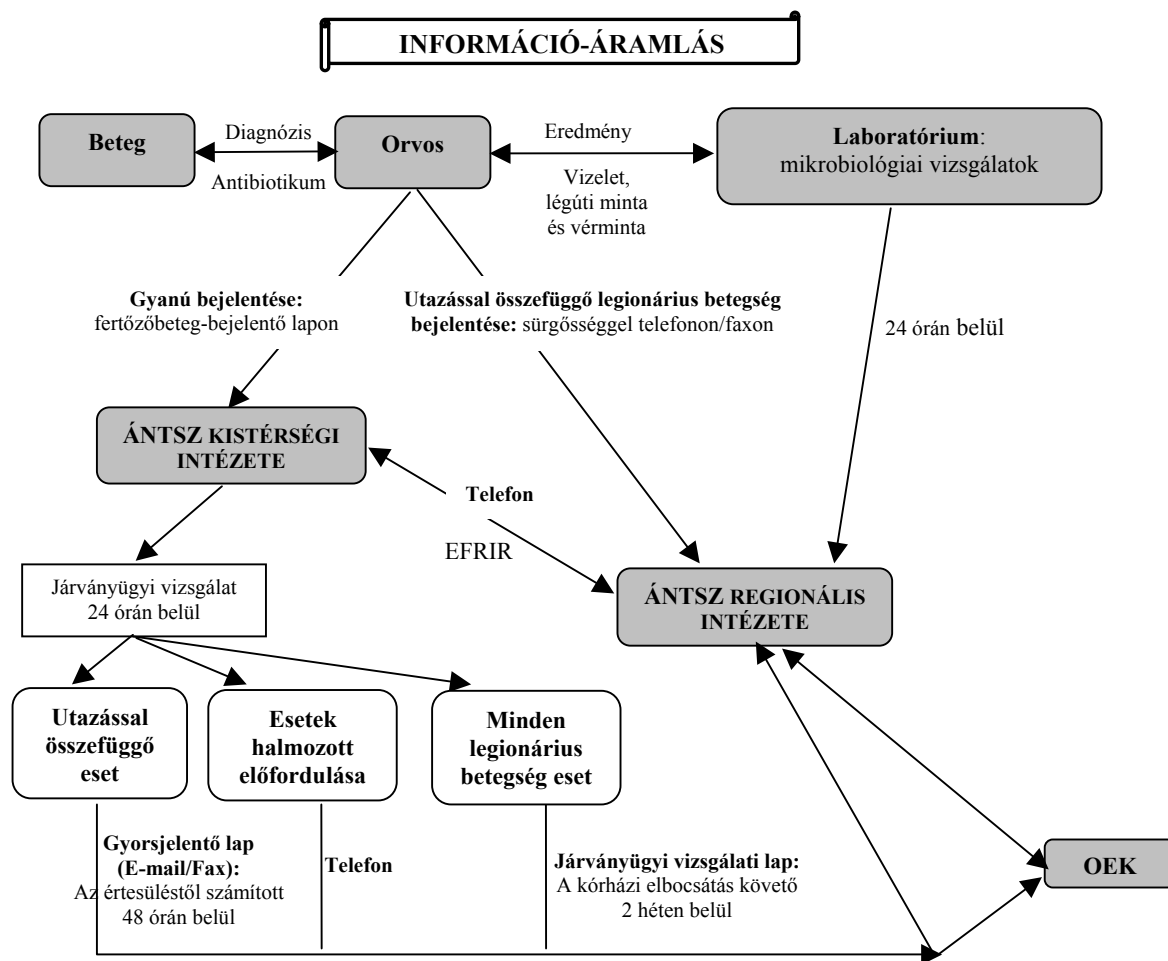 INFORMÁCIÓ-ÁRAMLÁS
Beteg
Diagnózis
Antibiotikum
Orvos
Eredmény
Vizelet,
légúti minta
és vérminta
Laboratórium:
mikrobiológiai vizsgálatok
Gyanú bejelentése:
fertőzőbeteg-bejelentő lapon
Utazással összefüggő legionárius betegség
bejelentése: sürgősséggel telefonon/faxon
24 órán belül
ÁNTSZ KISTÉRSÉGI
INTÉZETE
Telefon
EFRIR
Járványügyi vizsgálat
24 órán belül
ÁNTSZ REGIONÁLIS
INTÉZETE
Utazással
összefüggő
eset
Esetek
halmozott
előfordulása
Minden
legionárius
betegség eset
Gyorsjelentő lap
(E-mail/Fax):
Az értesüléstől számított
48 órán belül
Telefon
Járványügyi vizsgálati lap:
A kórházi elbocsátás követő
2 héten belül
OEK